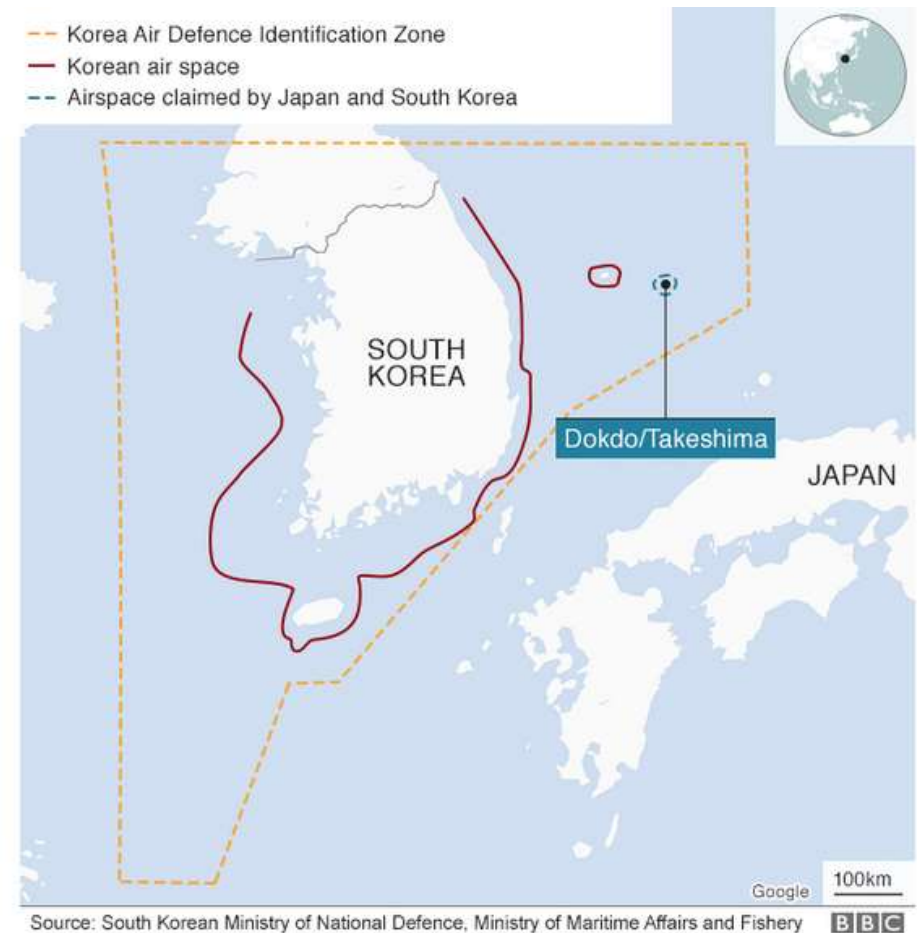 Korea Air Defence Identification Zone
Korean air space
Airspace claimed by Japan and South Korea
SOUTH
KOREA
Dokdo/Takeshima
JAPAN
Google
100km
Source: South Korean Ministry of National Defence, Ministry of Maritime Affairs and Fishery
BBC